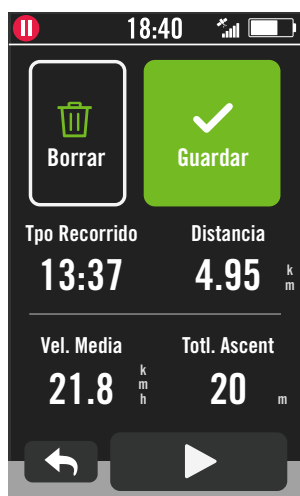 18:40
Borrar Guardar
Tpo Recorrido Distancia
13:37 4.95 km
Vel. Media Totl. Ascent
21.8 kmh 20 m